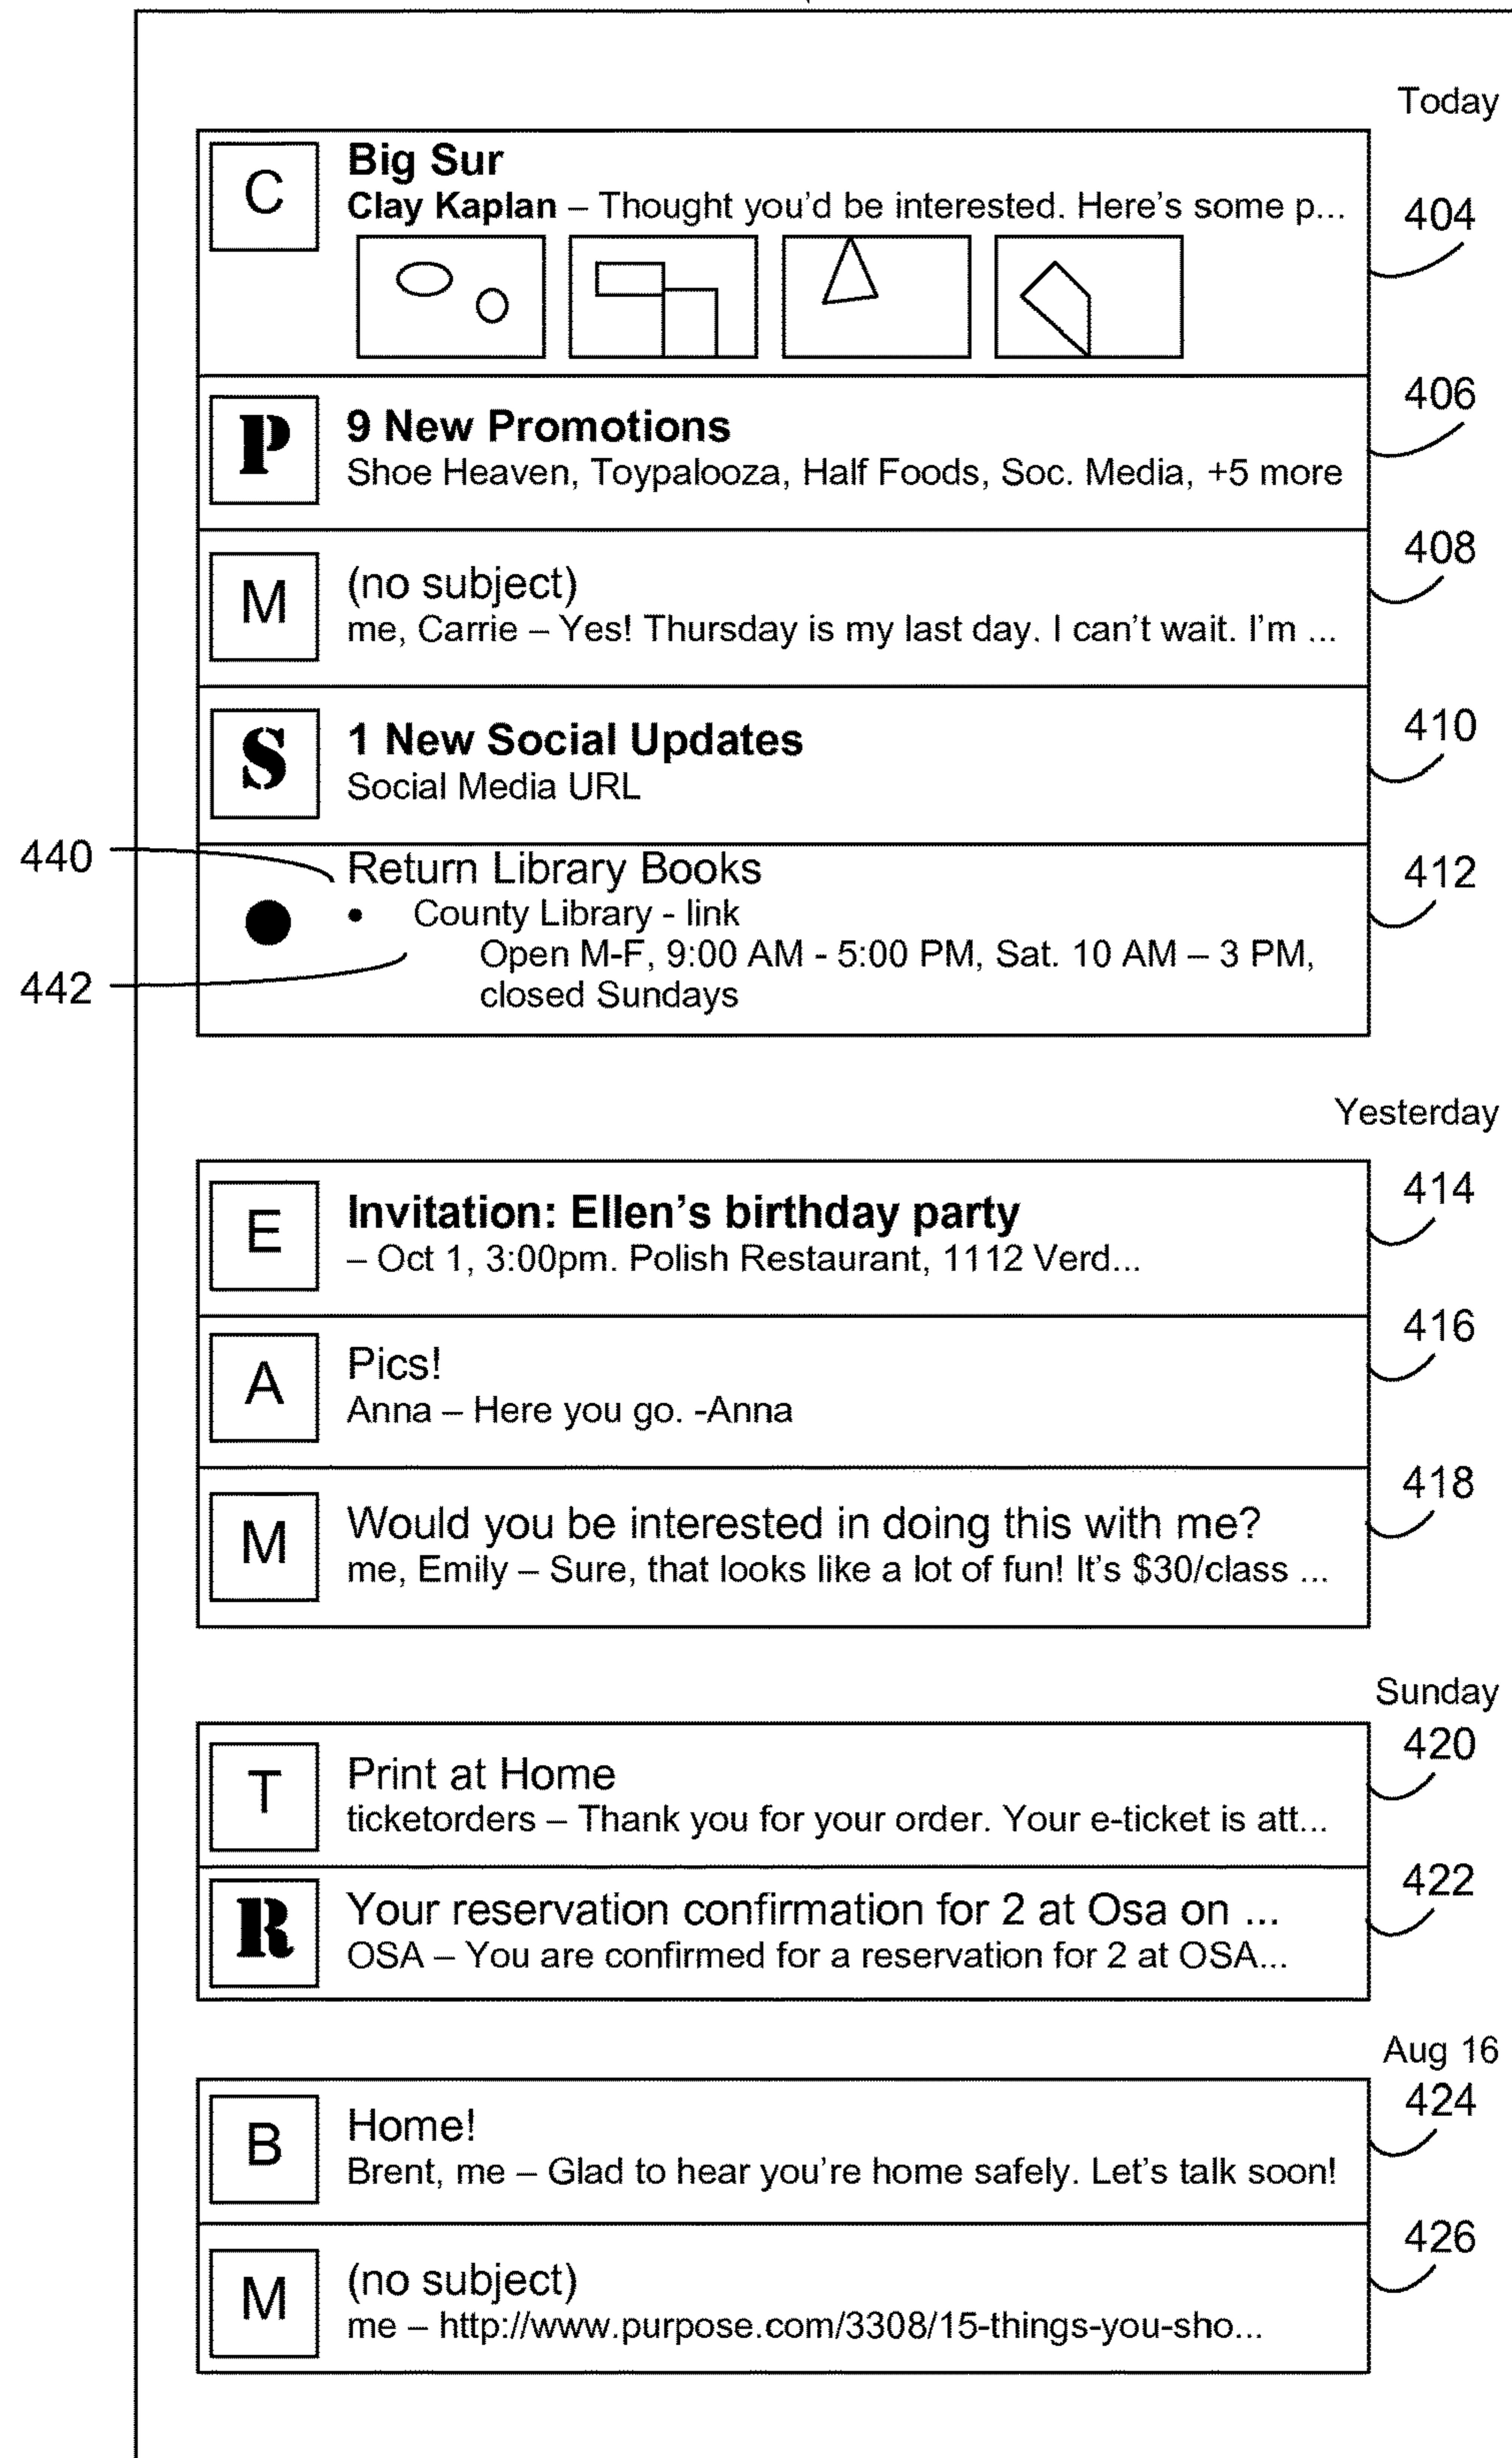 Today
C
Big Sur
Clay Kaplan – Thought you'd be interested. Here's some p...
404
P
9 New Promotions
Shoe Heaven, Toypalooza, Half Foods, Soc. Media, +5 more
406
M
(no subject)
me, Carrie – Yes! Thursday is my last day. I can't wait. I'm ...
408
S
1 New Social Updates
Social Media URL
410
440
Return Library Books
• County Library - link
Open M-F, 9:00 AM - 5:00 PM, Sat. 10 AM – 3 PM,
closed Sundays
412
442
Yesterday
E
Invitation: Ellen's birthday party
– Oct 1, 3:00pm. Polish Restaurant, 1112 Verd...
414
A
Pics!
Anna – Here you go. -Anna
416
M
Would you be interested in doing this with me?
me, Emily – Sure, that looks like a lot of fun! It's $30/class ...
418
Sunday
T
Print at Home
ticketorders – Thank you for your order. Your e-ticket is att...
420
R
Your reservation confirmation for 2 at Osa on ...
OSA – You are confirmed for a reservation for 2 at OSA...
422
Aug 16
B
Home!
Brent, me – Glad to hear you're home safely. Let's talk soon!
424
M
(no subject)
me – http://www.purpose.com/3308/15-things-you-sho...
426